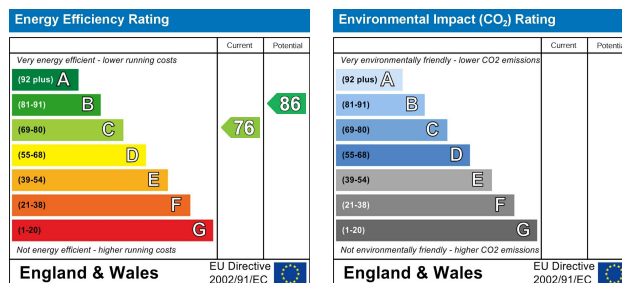 Energy Efficiency Rating
Current Potential
Very energy efficient - lower running costs
(92 plus) A
(81-91) B
86
(69-80) C
76
(55-68) D
(39-54) E
(21-38) F
(1-20) G
Not energy efficient - higher running costs
England & Wales
EU Directive
2002/91/EC
Environmental Impact (CO₂) Rating
Current Potentia
Very environmentally friendly - lower CO2 emissions
(92 plus) A
(81-91) B
(69-80) C
(55-68) D
(39-54) E
(21-38) F
(1-20) G
Not environmentally friendly - higher CO2 emissions
England & Wales
EU Directive
2002/91/EC